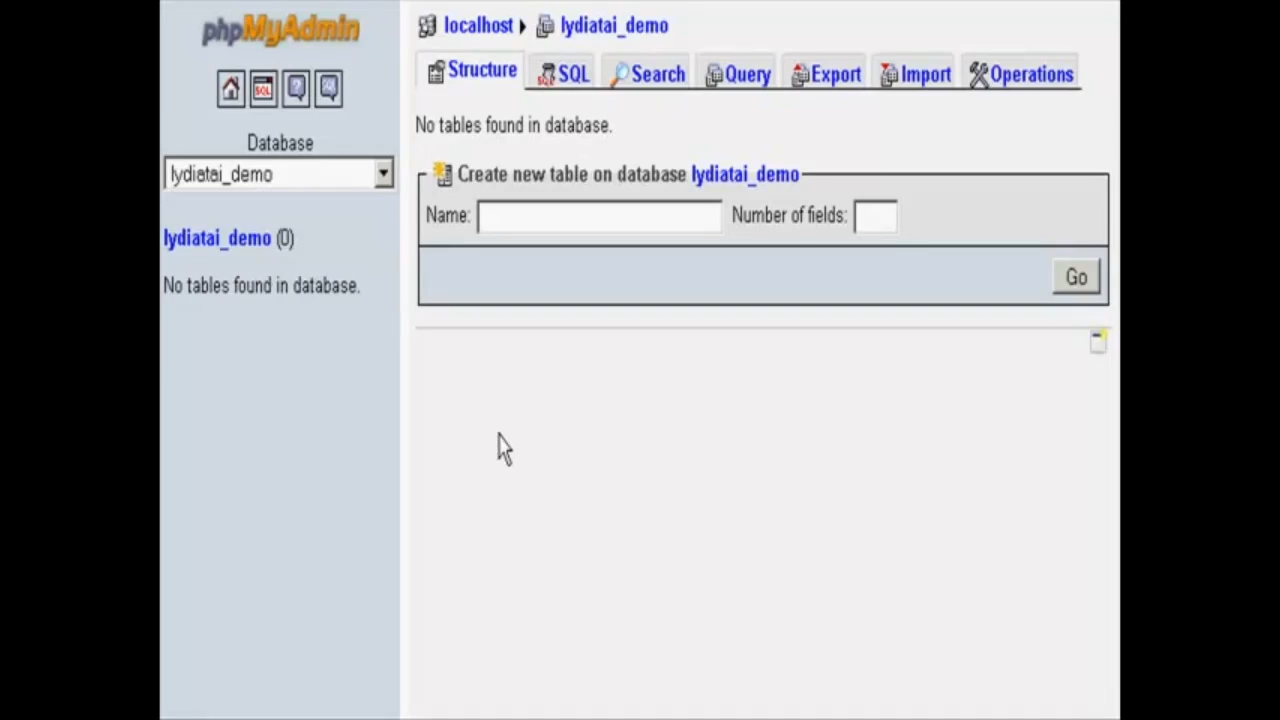 phpMyAdmin
SQL
Database
lydiatai_demo
lydiatai_demo (0)
No tables found in database.
localhost lydiatai_demo
Structure SQL Search Query Export Import Operations
No tables found in database.
Create new table on database lydiatai_demo
Name: Number of fields:
Go